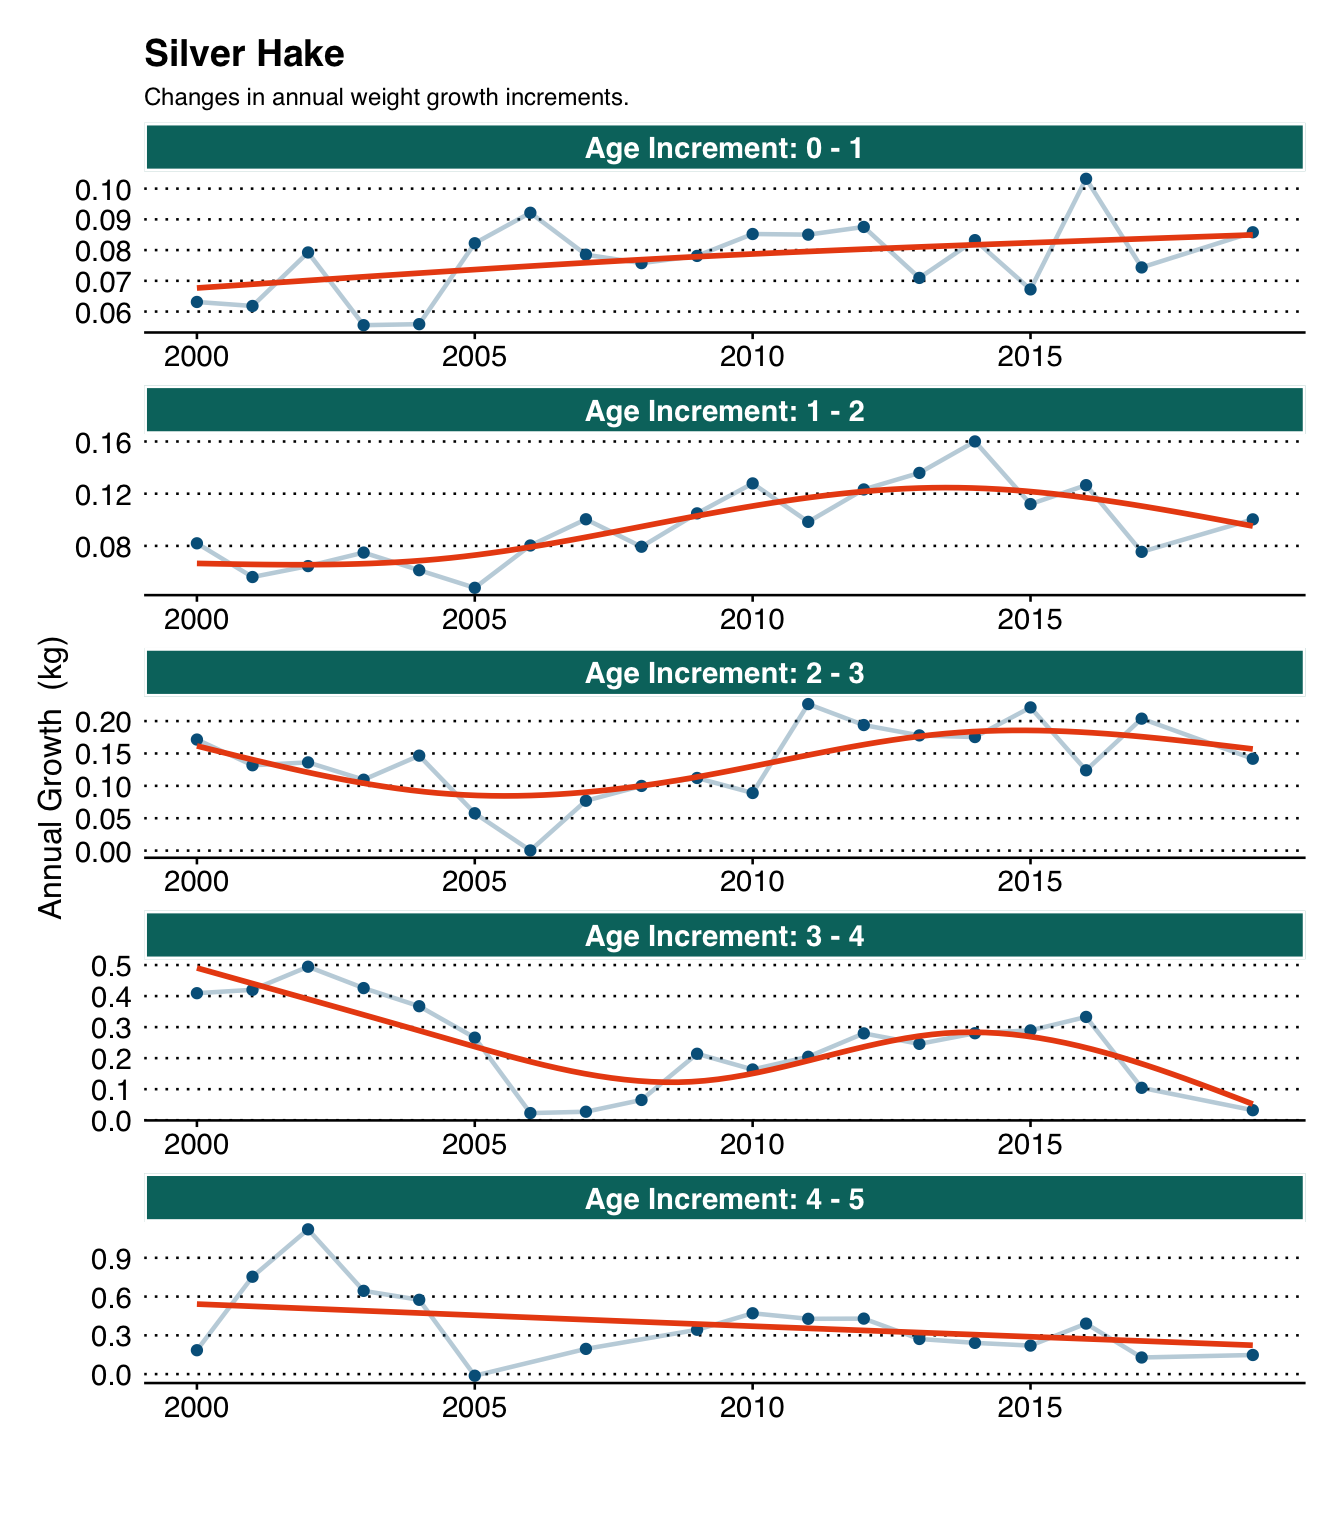 Silver Hake
Changes in annual weight growth increments.
Age Increment: 0 - 1
0.10
0.09
0.08
0.07
0.06
2000 2005 2010 2015
Age Increment: 1 - 2
0.16
0.12
0.08
2000 2005 2010 2015
Age Increment: 2 - 3
0.20
0.15
0.10
0.05
0.00
2000 2005 2010 2015
Annual Growth (kg)
Age Increment: 3 - 4
0.5
0.4
0.3
0.2
0.1
0.0
2000 2005 2010 2015
Age Increment: 4 - 5
0.9
0.6
0.3
0.0
2000 2005 2010 2015